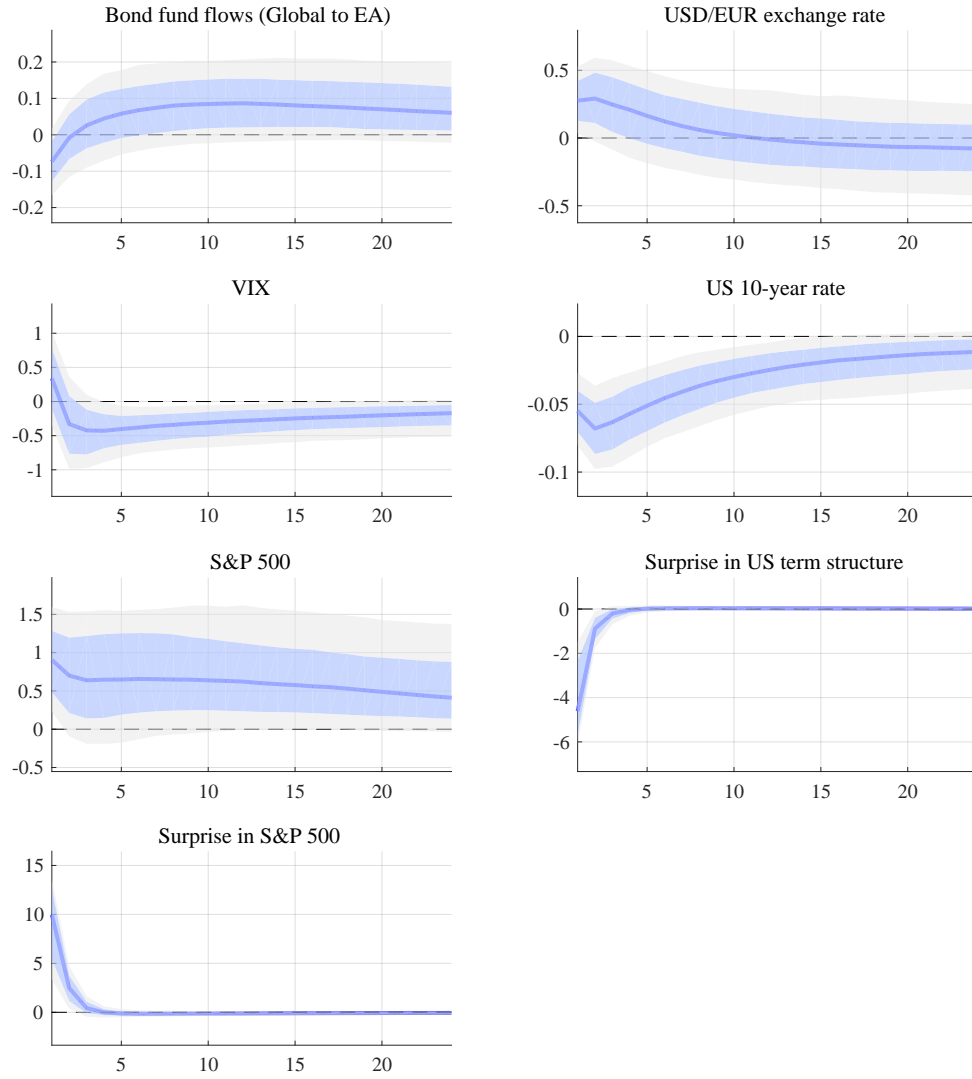 Bond fund flows (Global to EA)
0.2
0.1
0
-0.1
-0.2
5 10 15 20
USD/EUR exchange rate
0.5
0
-0.5
5 10 15 20
VIX
1
0.5
0
-0.5
-1
5 10 15 20
US 10-year rate
0
-0.05
-0.1
5 10 15 20
S&P 500
1.5
1
0.5
0
-0.5
5 10 15 20
Surprise in US term structure
0
-2
-4
-6
5 10 15 20
Surprise in S&P 500
15
10
5
0
5 10 15 20